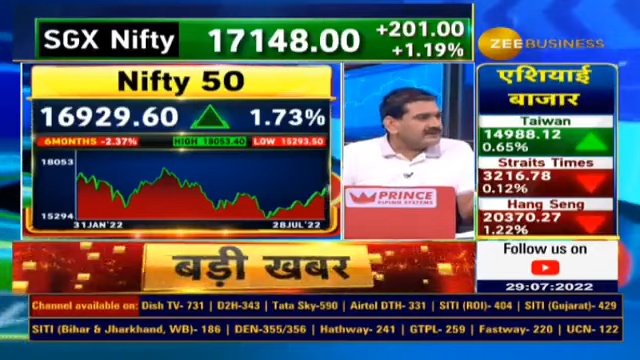 SGX Nifty 17148.00 +201.00
+1.19%
ZEE BUSINESS
Nifty 50
16929.60 1.73%
6MONTHS -2.37% HIGH 18053.40 LOW 15293.50
18053
15294
31JAN'22 28JUL'22
PRINCE
PIPING SYSTEMS
एशियाई
बाज़ार
Taiwan
14988.12
0.65%
Straits Times
3216.78
0.12%
Hang Seng
20370.27
1.22%
Follow us on
29:07:2022
बड़ी खबर
Channel available on: Dish TV- 731 | D2H-343 | Tata Sky-590 | Airtel DTH- 331 | SITI (ROI)- 404 | SITI (Gujarat)- 429
SITI (Bihar & Jharkhand, WB)- 186 | DEN-355/356 | Hathway- 241 | GTPL- 259 | Fastway- 220 | UCN- 122